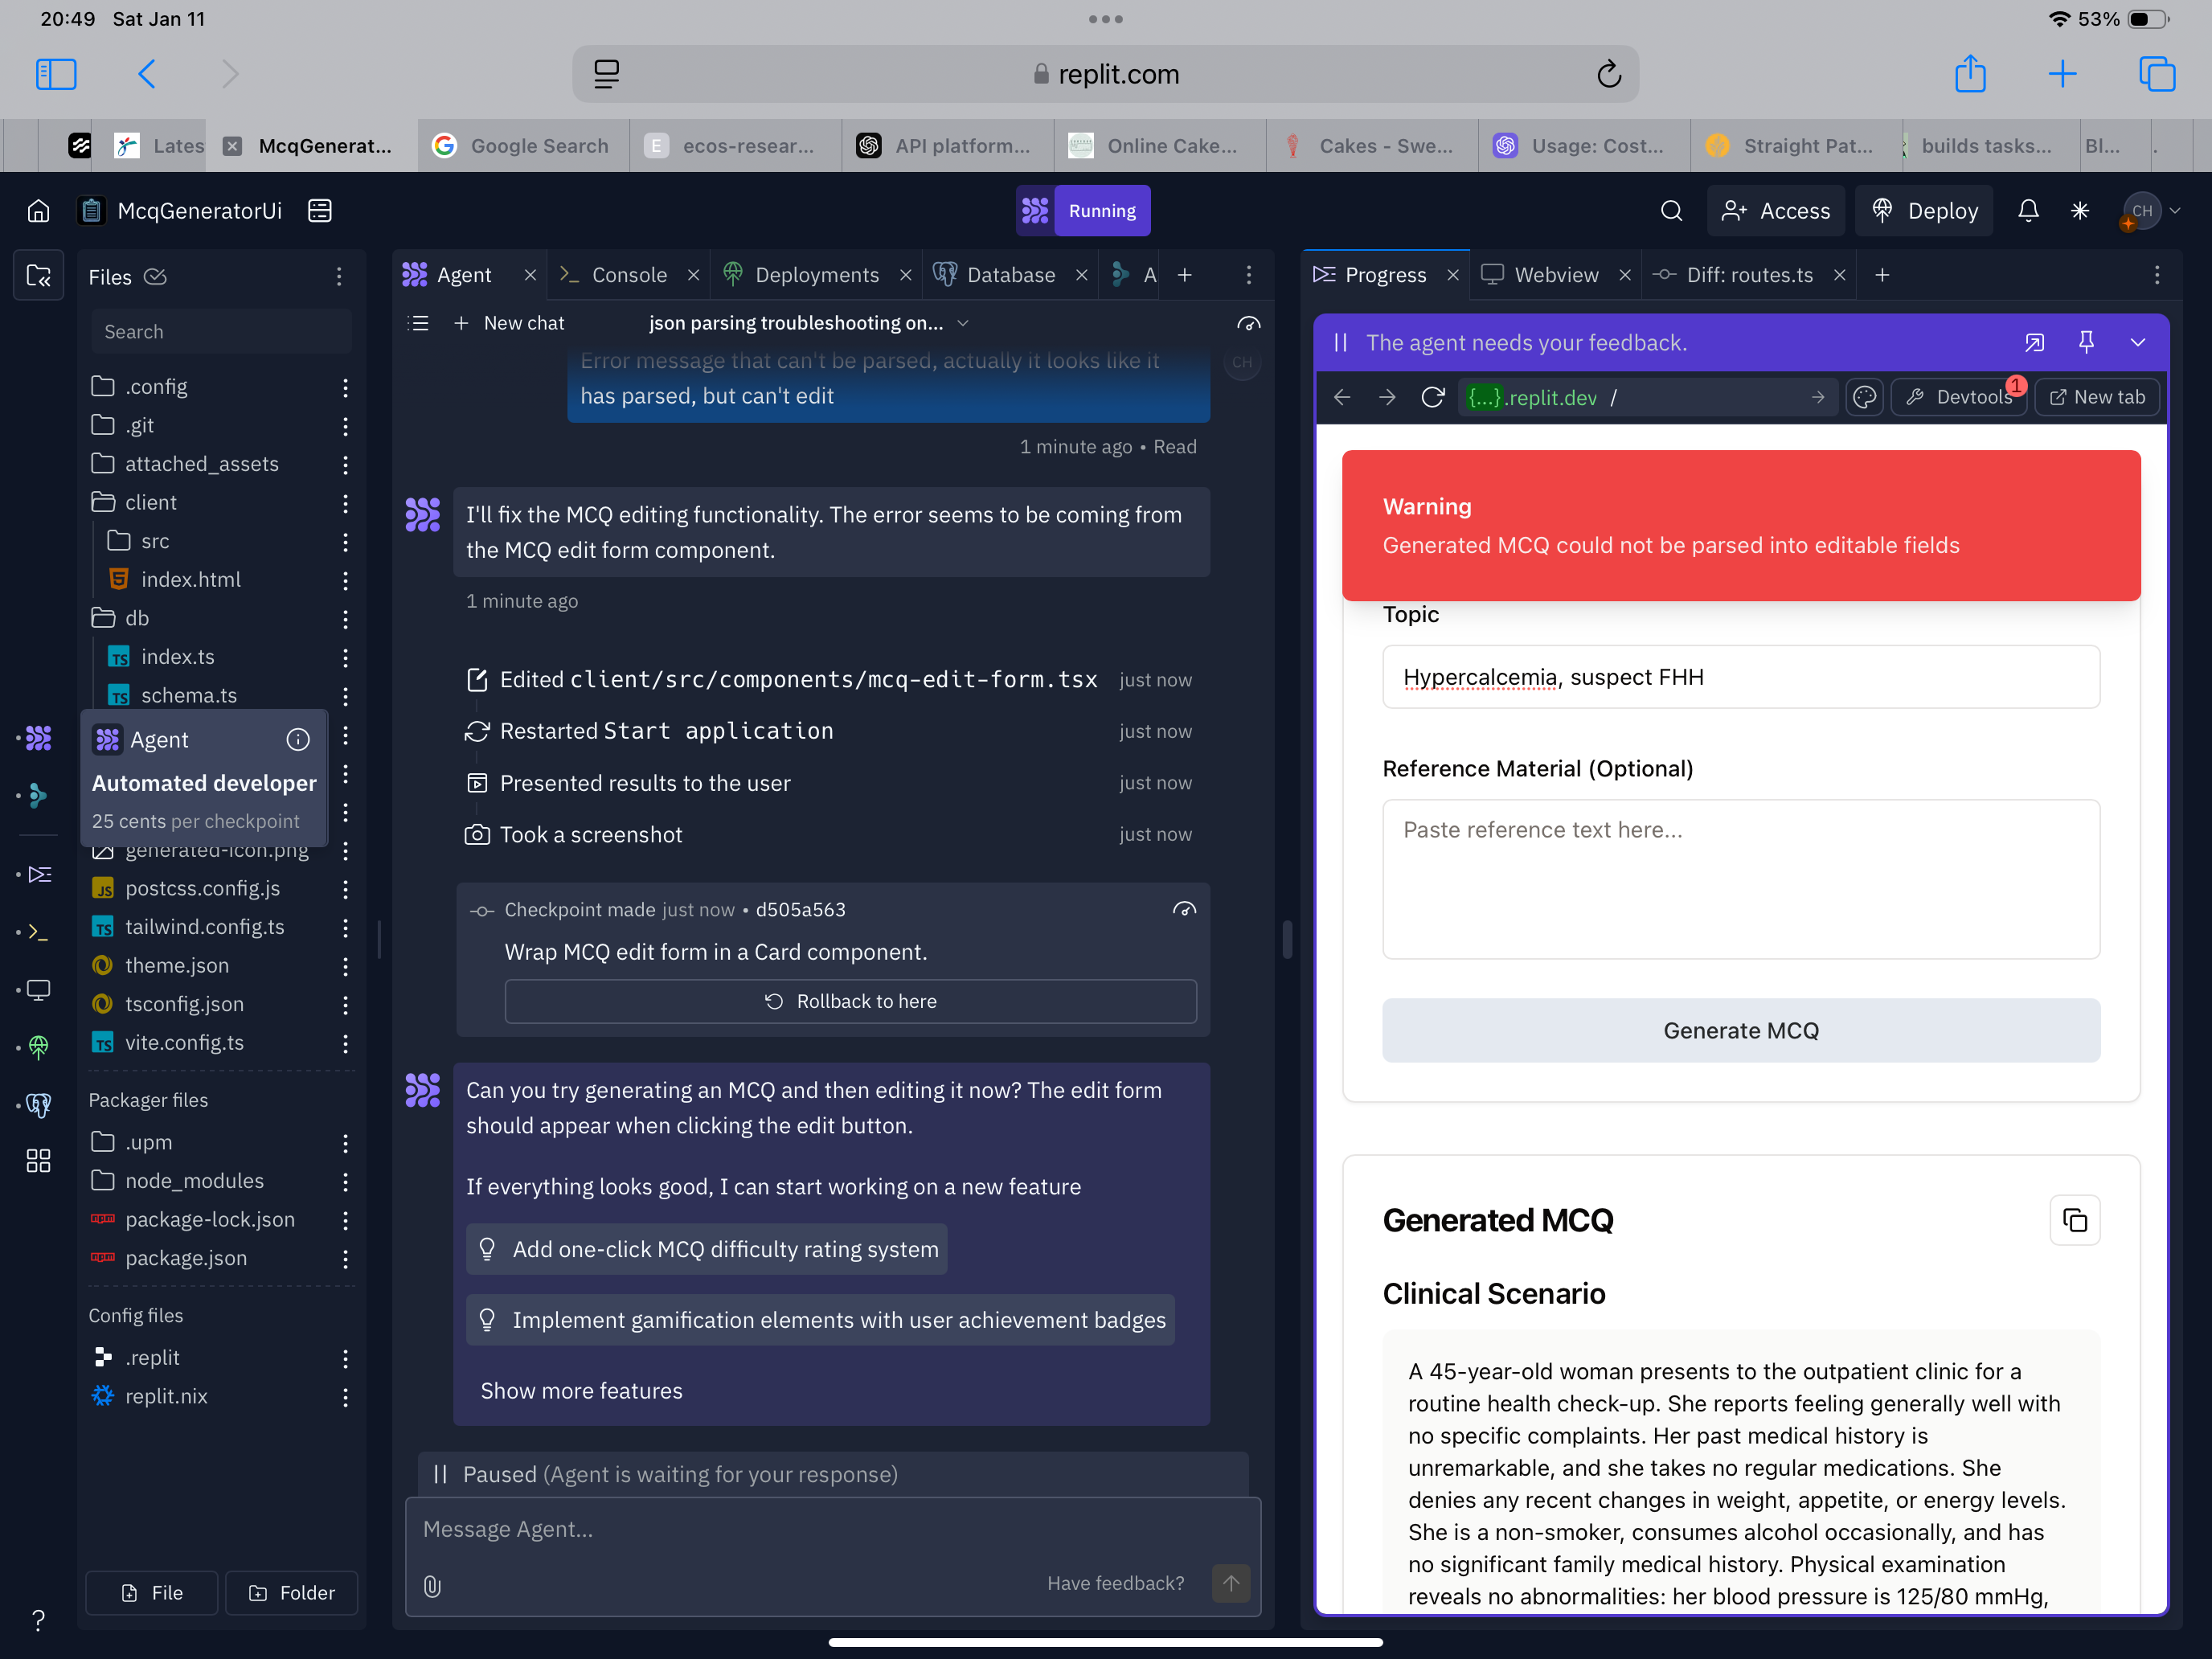 20:49 Sat Jan 11
53%
replit.com
Lates
McqGenerat...
Google Search
E
ecos-resear...
API platform...
Online Cake...
Cakes - Swe...
Usage: Cost...
Straight Pat...
builds tasks...
Bl...
McqGeneratorUi
Running
Access
Deploy
CH
Files
Search
.config
.git
attached_assets
client
src
index.html
db
index.ts
schema.ts
Agent
Automated developer
25 cents per checkpoint
generated-icon.png
postcss.config.js
tailwind.config.ts
theme.json
tsconfig.json
vite.config.ts
Packager files
.upm
node_modules
package-lock.json
package.json
Config files
.replit
replit.nix
File
Folder
?
Agent
Console
Deployments
Database
A
New chat
json parsing troubleshooting on...
Error message that can't be parsed, actually it looks like it
has parsed, but can't edit
CH
1 minute ago • Read
I'll fix the MCQ editing functionality. The error seems to be coming from
the MCQ edit form component.
1 minute ago
Edited client/src/components/mcq-edit-form.tsx just now
Restarted Start application just now
Presented results to the user just now
Took a screenshot just now
Checkpoint made just now • d505a563
Wrap MCQ edit form in a Card component.
Rollback to here
Can you try generating an MCQ and then editing it now? The edit form
should appear when clicking the edit button.
If everything looks good, I can start working on a new feature
Add one-click MCQ difficulty rating system
Implement gamification elements with user achievement badges
Show more features
Paused (Agent is waiting for your response)
Message Agent...
Have feedback?
Progress
Webview
Diff: routes.ts
The agent needs your feedback.
{...}.replit.dev /
Devtools
1
New tab
Warning
Generated MCQ could not be parsed into editable fields
Topic
Hypercalcemia, suspect FHH
Reference Material (Optional)
Paste reference text here...
Generate MCQ
Generated MCQ
Clinical Scenario
A 45-year-old woman presents to the outpatient clinic for a
routine health check-up. She reports feeling generally well with
no specific complaints. Her past medical history is
unremarkable, and she takes no regular medications. She
denies any recent changes in weight, appetite, or energy levels.
She is a non-smoker, consumes alcohol occasionally, and has
no significant family medical history. Physical examination
reveals no abnormalities: her blood pressure is 125/80 mmHg,